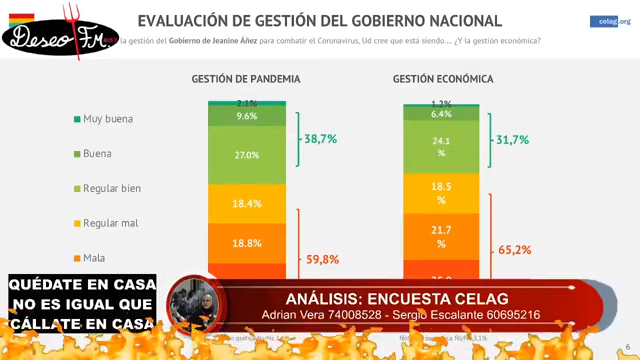 EVALUACIÓN DE GESTIÓN DEL GOBIERNO NACIONAL
celag.org
Deseo FM.
la gestión del Gobierno de Jeanine Áñez para combatir el Coronavirus, Ud cree que está siendo.... ¿Y la gestión económica?
GESTIÓN DE PANDEMIA
GESTIÓN ECONÓMICA
Muy buena
Buena
Regular bien
Regular mal
Mala
2.1%
9.6%
27.0%
18.4%
18.8%
38,7%
59,8%
1.2%
6.4%
24.1
%
18.5
%
21.7
%
31,7%
65,2%
QUÉDATE EN CASA
NO ES IGUAL QUE
CÁLLATE EN CASA
ANÁLISIS: ENCUESTA CELAG
Adrian Vera 74008528 - Sergio Escalante 60695216
6